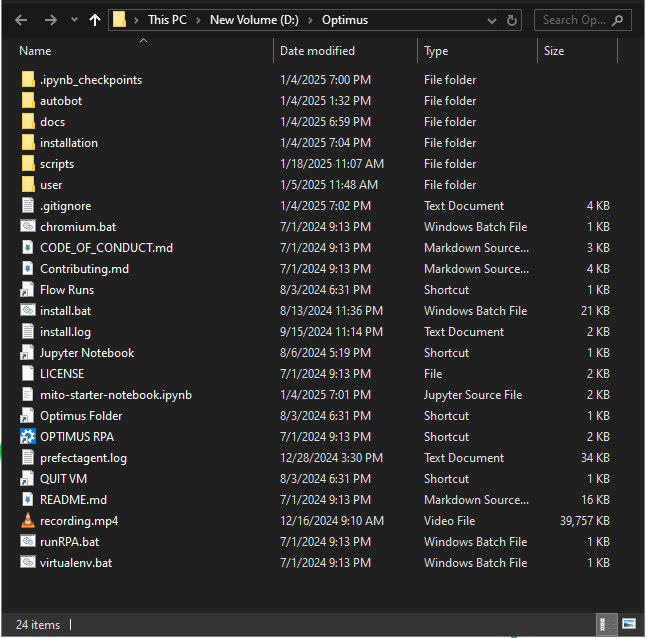 This PC > New Volume (D:) > Optimus
Search Op...
Name Date modified Type Size
.ipynb_checkpoints 1/4/2025 7:00 PM File folder
autobot 1/4/2025 1:32 PM File folder
docs 1/4/2025 6:59 PM File folder
installation 1/4/2025 7:04 PM File folder
scripts 1/18/2025 11:07 AM File folder
user 1/5/2025 11:48 AM File folder
.gitignore 1/4/2025 7:02 PM Text Document 4 KB
chromium.bat 7/1/2024 9:13 PM Windows Batch File 1 KB
CODE_OF_CONDUCT.md 7/1/2024 9:13 PM Markdown Source... 3 KB
Contributing.md 7/1/2024 9:13 PM Markdown Source... 4 KB
Flow Runs 8/3/2024 6:31 PM Shortcut 1 KB
install.bat 8/13/2024 11:36 PM Windows Batch File 21 KB
install.log 9/15/2024 11:14 PM Text Document 2 KB
Jupyter Notebook 8/6/2024 5:19 PM Shortcut 1 KB
LICENSE 7/1/2024 9:13 PM File 2 KB
mito-starter-notebook.ipynb 1/4/2025 7:01 PM Jupyter Source File 2 KB
Optimus Folder 8/3/2024 6:31 PM Shortcut 1 KB
OPTIMUS RPA 7/1/2024 9:13 PM Shortcut 2 KB
prefectagent.log 12/28/2024 3:30 PM Text Document 34 KB
QUIT VM 8/3/2024 6:31 PM Shortcut 1 KB
README.md 7/1/2024 9:13 PM Markdown Source... 16 KB
recording.mp4 12/16/2024 9:10 AM Video File 39,757 KB
runRPA.bat 7/1/2024 9:13 PM Windows Batch File 1 KB
virtualenv.bat 7/1/2024 9:13 PM Windows Batch File 1 KB
24 items